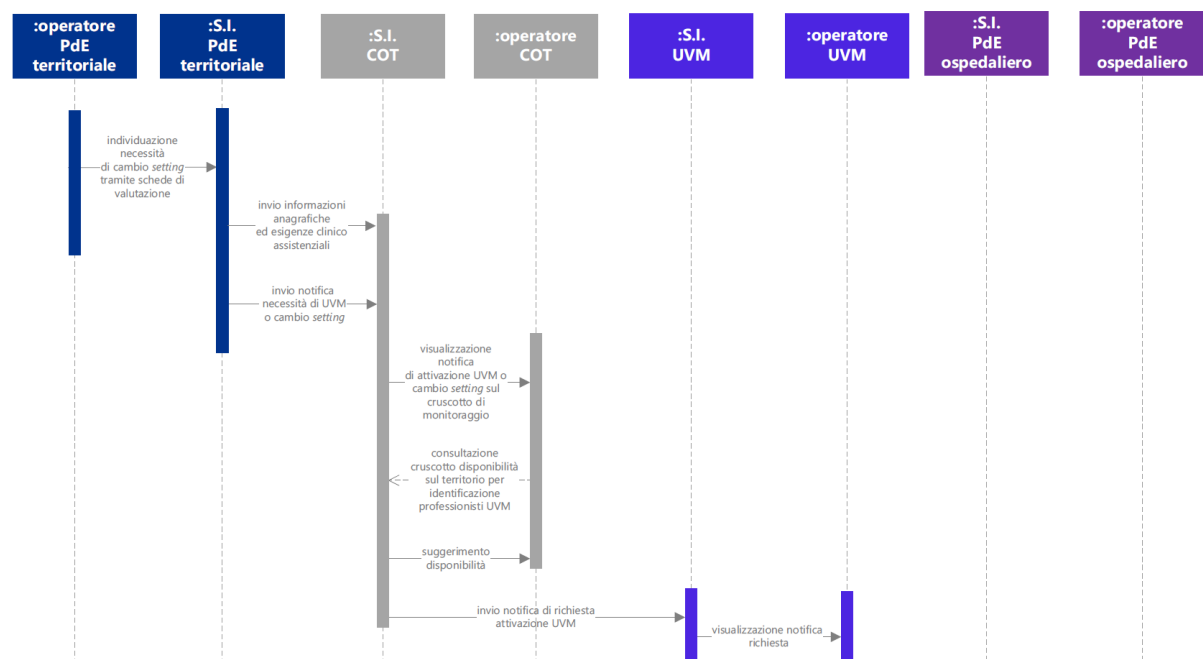 :operatore
PdE
territoriale
:S.I.
PdE
territoriale
:S.I.
COT
:operatore
COT
:S.I.
UVM
:operatore
UVM
:S.I.
PdE
ospedaliero
:operatore
PdE
ospedaliero
individuazione
necessità
di cambio setting
tramite schede di
valutazione
invio informazioni
anagrafiche
ed esigenze clinico
assistenziali
invio notifica
necessità di UVM
o cambio setting
visualizzazione
notifica
di attivazione UVM o
cambio setting sul
cruscotto di
monitoraggio
consultazione
cruscotto disponibilità
sul territorio per
identificazione
professionisti UVM
suggerimento
disponibilità
invio notifica di richiesta
attivazione UVM
visualizzazione notifica
richiesta